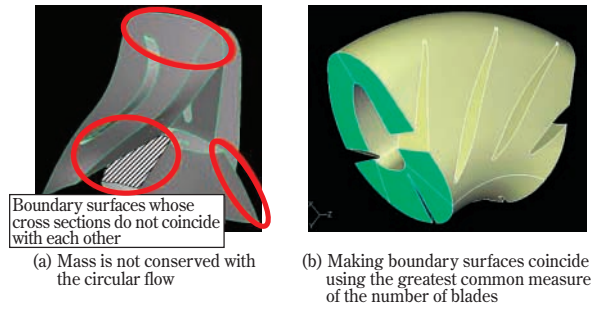 Boundary surfaces whose
cross sections do not coincide
with each other
(a) Mass is not conserved with
the circular flow
(b) Making boundary surfaces coincide
using the greatest common measure
of the number of blades